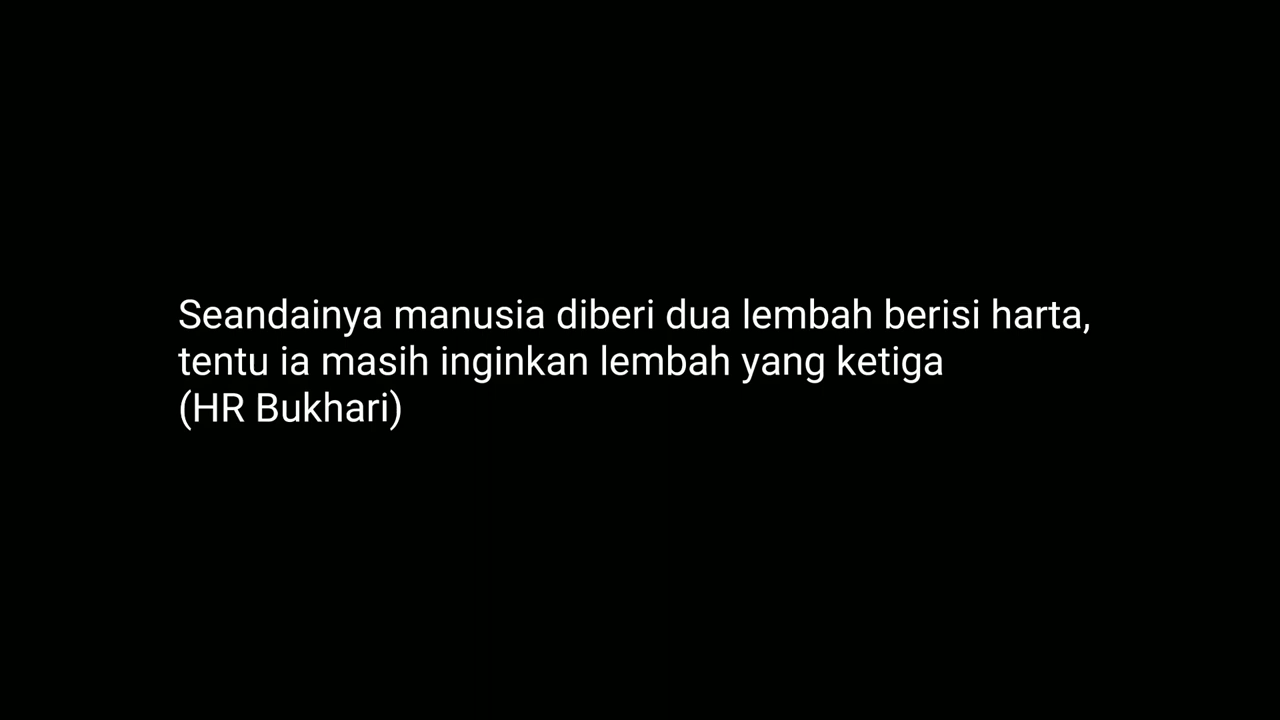 Seandainya manusia diberi dua lembah berisi harta,
tentu ia masih inginkan lembah yang ketiga
(HR Bukhari)